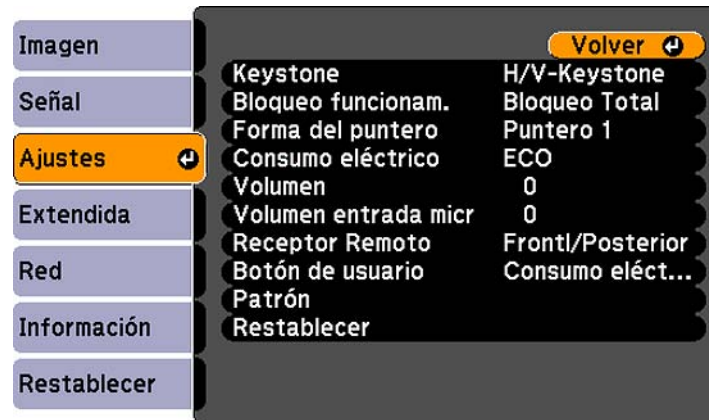 Imagen
Señal
Ajustes
Extendida
Red
Información
Restablecer
Volver
Keystone H/V-Keystone
Bloqueo funcionam. Bloqueo Total
Forma del puntero Puntero 1
Consumo eléctrico ECO
Volumen 0
Volumen entrada micr 0
Receptor Remoto Frontl/Posterior
Botón de usuario Consumo eléct...
Patrón
Restablecer